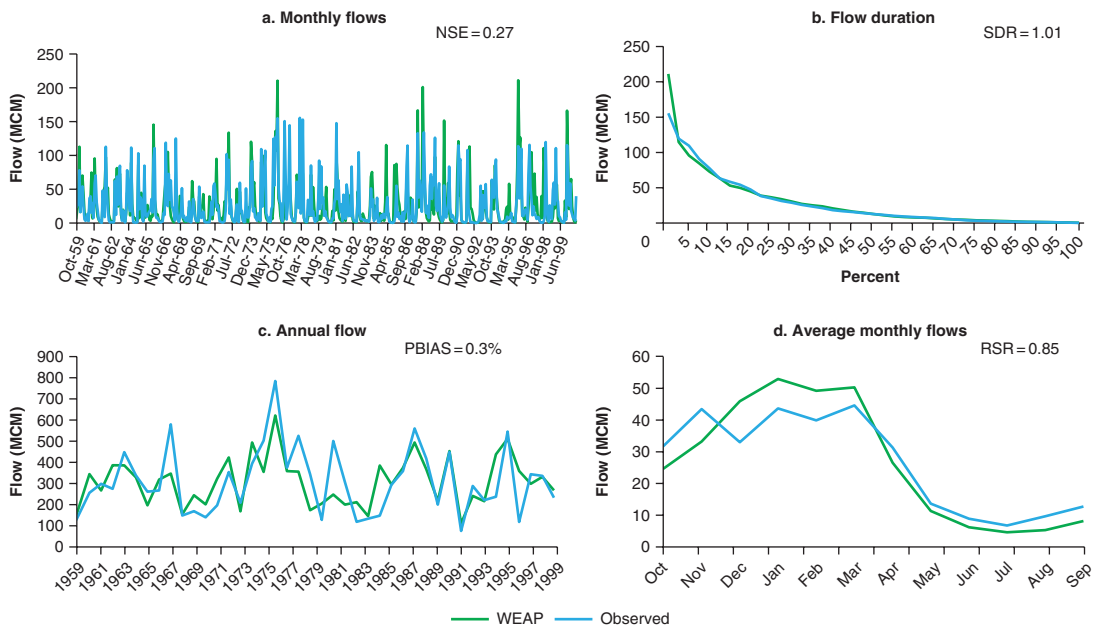 a. Monthly flows
NSE = 0.27
Flow (MCM)
250
200
150
100
50
0
Oct-59
Mar-61
Aug-62
Jan-64
Jun-65
Nov-66
Apr-68
Sep-69
Feb-71
Jul-72
Dec-73
May-75
Oct-76
Mar-78
Aug-79
Jan-81
Jun-82
Nov-83
Apr-85
Sep-86
Feb-88
Jul-89
Dec-90
May-92
Oct-93
Mar-95
Aug-96
Jan-98
Jun-99
b. Flow duration
SDR = 1.01
Flow (MCM)
250
200
150
100
50
0
5
10
15
20
25
30
35
40
45
50
55
60
65
70
75
80
85
90
95
100
Percent
c. Annual flow
PBIAS = 0.3%
Flow (MCM)
900
800
700
600
500
400
300
200
100
0
1959
1961
1963
1965
1967
1969
1971
1973
1975
1977
1979
1981
1983
1985
1987
1989
1991
1993
1995
1997
1999
d. Average monthly flows
RSR = 0.85
Flow (MCM)
60
50
40
30
20
10
0
Oct
Nov
Dec
Jan
Feb
Mar
Apr
May
Jun
Jul
Aug
Sep
WEAP
Observed